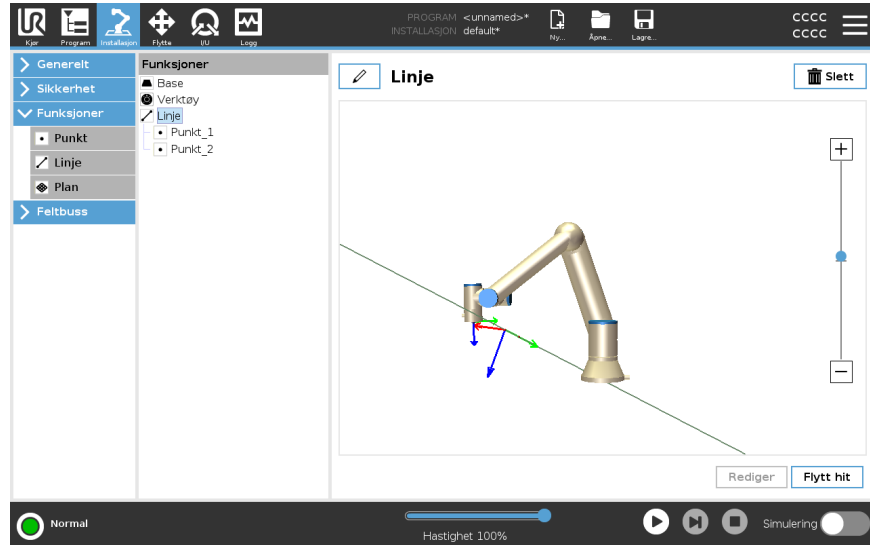 PROGRAM <unnamed>*
INSTALLASJON default*
UR
Kjør
Program
Installasjon
Flytte
I/U
Logg
Ny...
Åpne...
Lagre...
CCCC
CCCC
Generelt
Sikkerhet
Funksjoner
Punkt
Linje
Plan
Feltbuss
Funksjoner
Base
Verktøy
Linje
Punkt_1
Punkt_2
Linje
Slett
Rediger
Flytt hit
Normal
Hastighet 100%
Simulering